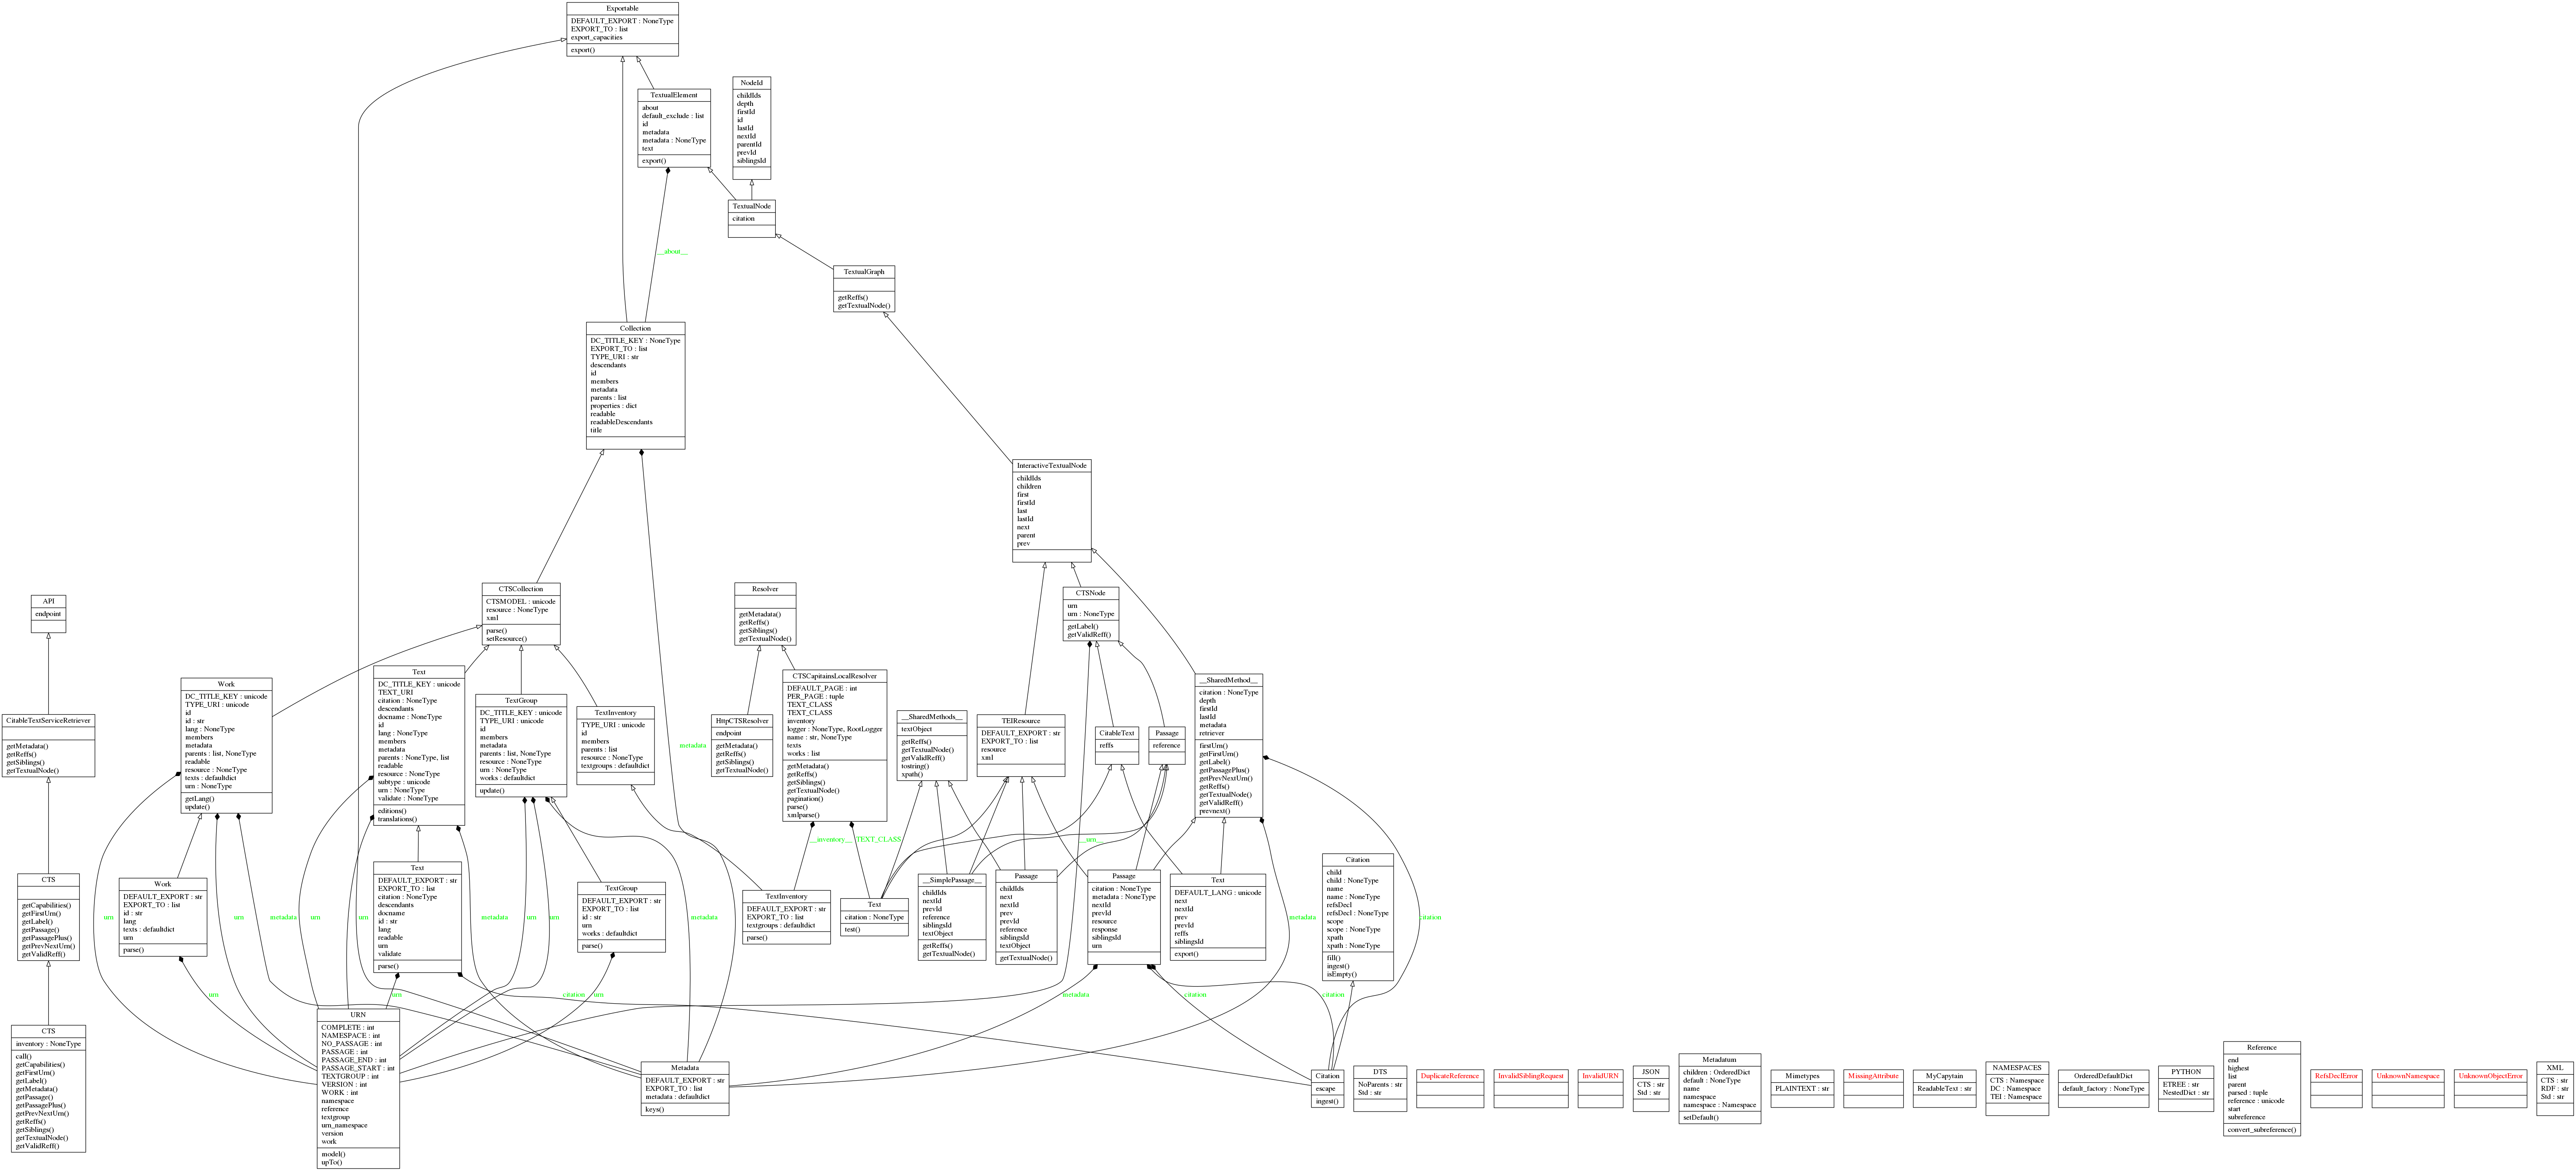 Exportable
DEFAULT_EXPORT : NoneType
EXPORT_TO : list
export_capacities
export()
TextualElement
about
default_exclude : list
id
metadata
metadata : NoneType
text
export()
NodeId
childIds
depth
firstId
id
lastId
nextId
parentId
prevId
siblingsId
TextualNode
citation
__about__
TextualGraph
getReffs()
getTextualNode()
Collection
DC_TITLE_KEY : NoneType
EXPORT_TO : list
TYPE_URI : str
descendants
id
members
metadata
parents : list
properties : dict
readable
readableDescendants
title
InteractiveTextualNode
childIds
children
first
firstId
last
lastId
next
parent
prev
API
endpoint
CTSCollection
CTSMODEL : unicode
resource : NoneType
xml
parse()
setResource()
Resolver
getMetadata()
getReffs()
getSiblings()
getTextualNode()
CTSNode
urn
urn : NoneType
getLabel()
getValidReff()
CitableTextServiceRetriever
getMetadata()
getReffs()
getSiblings()
getTextualNode()
Work
DC_TITLE_KEY : unicode
TYPE_URI : unicode
id
id : str
lang : NoneType
members
metadata
parents : list, NoneType
readable
resource : NoneType
texts : defaultdict
urn : NoneType
getLang()
update()
Text
DC_TITLE_KEY : unicode
TEXT_URI
citation : NoneType
descendants
docname : NoneType
id
lang : NoneType
members
metadata
parents : NoneType, list
readable
resource : NoneType
subtype : unicode
urn : NoneType
validate : NoneType
editions()
translations()
TextGroup
DC_TITLE_KEY : unicode
TYPE_URI : unicode
id
members
metadata
parents : list, NoneType
resource : NoneType
urn : NoneType
works : defaultdict
update()
TextInventory
TYPE_URI : unicode
id
members
parents : list
resource : NoneType
textgroups : defaultdict
metadata
HttpCTSResolver
endpoint
getMetadata()
getReffs()
getSiblings()
getTextualNode()
CTSCapitainsLocalResolver
DEFAULT_PAGE : int
PER_PAGE : tuple
TEXT_CLASS
TEXT_CLASS
inventory
logger : NoneType, RootLogger
name : str, NoneType
texts
works : list
getMetadata()
getReffs()
getSiblings()
getTextualNode()
pagination()
parse()
xmlparse()
__SharedMethods__
textObject
getReffs()
getTextualNode()
getValidReff()
tostring()
xpath()
TEIResource
DEFAULT_EXPORT : str
EXPORT_TO : list
resource
xml
CitableText
reffs
Passage
reference
__SharedMethod__
citation : NoneType
depth
firstId
lastId
metadata
retriever
firstUrn()
getFirstUrn()
getLabel()
getPassagePlus()
getPrevNextUrn()
getReffs()
getTextualNode()
getValidReff()
prevnext()
__inventory__
TEXT_CLASS
__urn__
CTS
getCapabilities()
getFirstUrn()
getLabel()
getPassage()
getPassagePlus()
getPrevNextUrn()
getValidReff()
urn
Work
DEFAULT_EXPORT : str
EXPORT_TO : list
id : str
lang
texts : defaultdict
urn
parse()
urn
metadata
urn
urn
Text
DEFAULT_EXPORT : str
EXPORT_TO : list
citation : NoneType
descendants
docname
id : str
lang
readable
urn
validate
parse()
metadata
urn
urn
TextGroup
DEFAULT_EXPORT : str
EXPORT_TO : list
id : str
urn
works : defaultdict
parse()
metadata
TextInventory
DEFAULT_EXPORT : str
EXPORT_TO : list
textgroups : defaultdict
parse()
Text
citation : NoneType
test()
__SimplePassage__
childIds
nextId
prevId
reference
siblingsId
textObject
getReffs()
getTextualNode()
Passage
childIds
next
nextId
prev
prevId
reference
siblingsId
textObject
getTextualNode()
Passage
citation : NoneType
metadata : NoneType
nextId
prevId
resource
response
siblingsId
urn
Text
DEFAULT_LANG : unicode
next
nextId
prev
prevId
reffs
siblingsId
export()
metadata
Citation
child
child : NoneType
name
name : NoneType
refsDecl
refsDecl : NoneType
scope
scope : NoneType
xpath
xpath : NoneType
fill()
ingest()
isEmpty()
citation
urn
urn
citation
urn
metadata
citation
citation
CTS
inventory : NoneType
call()
getCapabilities()
getFirstUrn()
getLabel()
getMetadata()
getPassage()
getPassagePlus()
getPrevNextUrn()
getReffs()
getSiblings()
getTextualNode()
getValidReff()
URN
COMPLETE : int
NAMESPACE : int
NO_PASSAGE : int
PASSAGE : int
PASSAGE_END : int
PASSAGE_START : int
TEXTGROUP : int
VERSION : int
WORK : int
namespace
reference
textgroup
urn_namespace
version
work
model()
upTo()
Metadata
DEFAULT_EXPORT : str
EXPORT_TO : list
metadata : defaultdict
keys()
Citation
escape
ingest()
DTS
NoParents : str
Std : str
DuplicateReference
InvalidSiblingRequest
InvalidURN
JSON
CTS : str
Std : str
Metadatum
children : OrderedDict
default : NoneType
name
namespace
namespace : Namespace
setDefault()
Mimetypes
PLAINTEXT : str
MissingAttribute
MyCapytain
ReadableText : str
NAMESPACES
CTS : Namespace
DC : Namespace
TEI : Namespace
OrderedDefaultDict
default_factory : NoneType
PYTHON
ETREE : str
NestedDict : str
Reference
end
highest
list
parent
parsed : tuple
reference : unicode
start
subreference
convert_subreference()
RefsDeclError
UnknownNamespace
UnknownObjectError
XML
CTS : str
RDF : str
Std : str